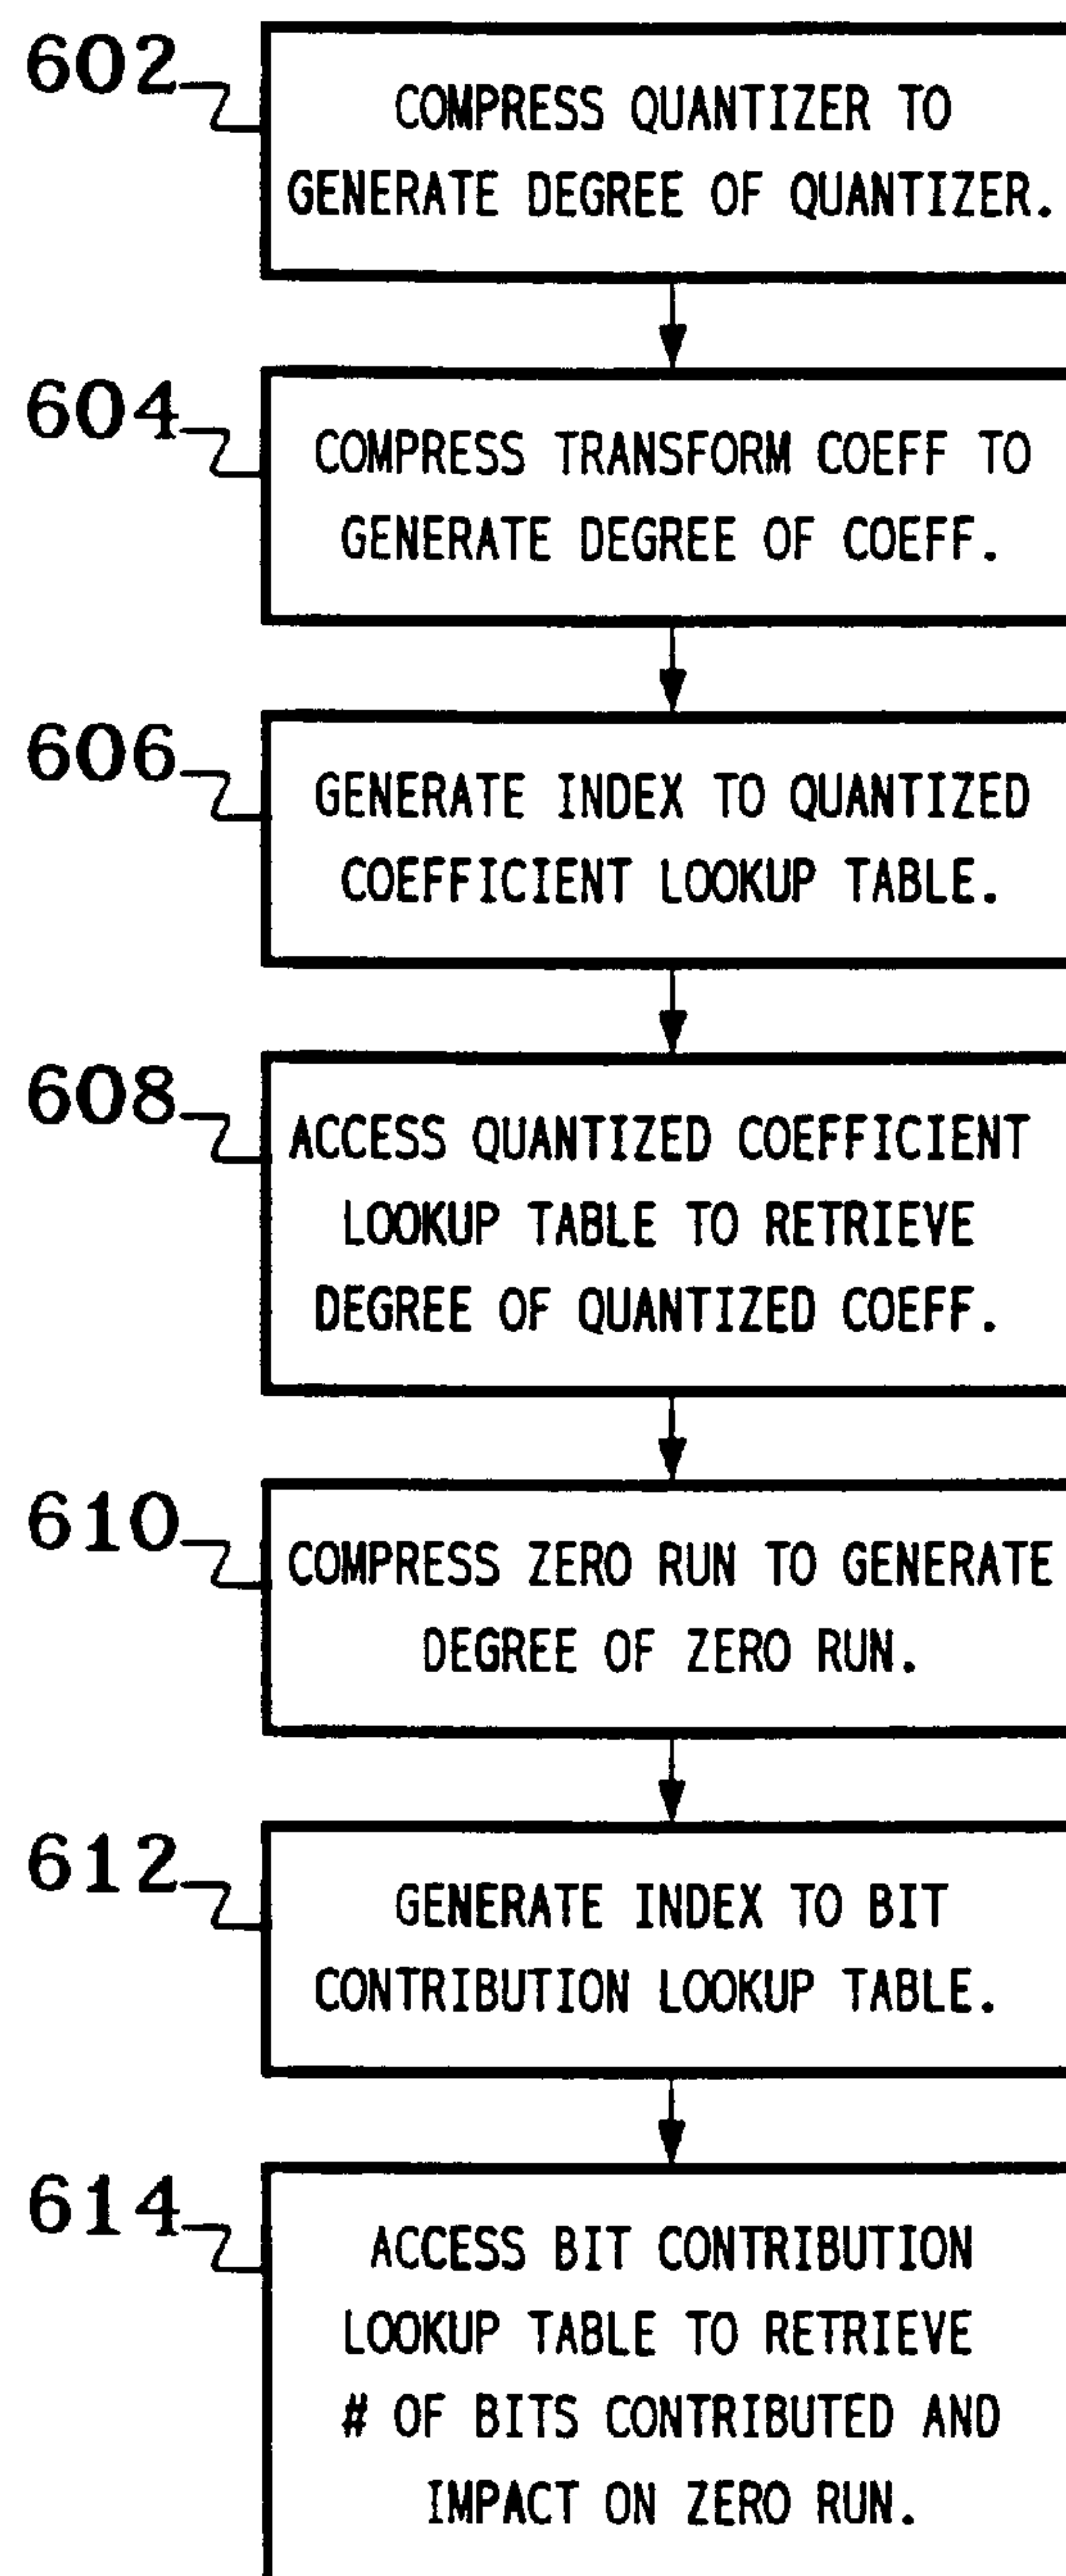 602
COMPRESS QUANTIZER TO
GENERATE DEGREE OF QUANTIZER.
604
COMPRESS TRANSFORM COEFF TO
GENERATE DEGREE OF COEFF.
606
GENERATE INDEX TO QUANTIZED
COEFFICIENT LOOKUP TABLE.
608
ACCESS QUANTIZED COEFFICIENT
LOOKUP TABLE TO RETRIEVE
DEGREE OF QUANTIZED COEFF.
610
COMPRESS ZERO RUN TO GENERATE
DEGREE OF ZERO RUN.
612
GENERATE INDEX TO BIT
CONTRIBUTION LOOKUP TABLE.
614
ACCESS BIT CONTRIBUTION
LOOKUP TABLE TO RETRIEVE
# OF BITS CONTRIBUTED AND
IMPACT ON ZERO RUN.